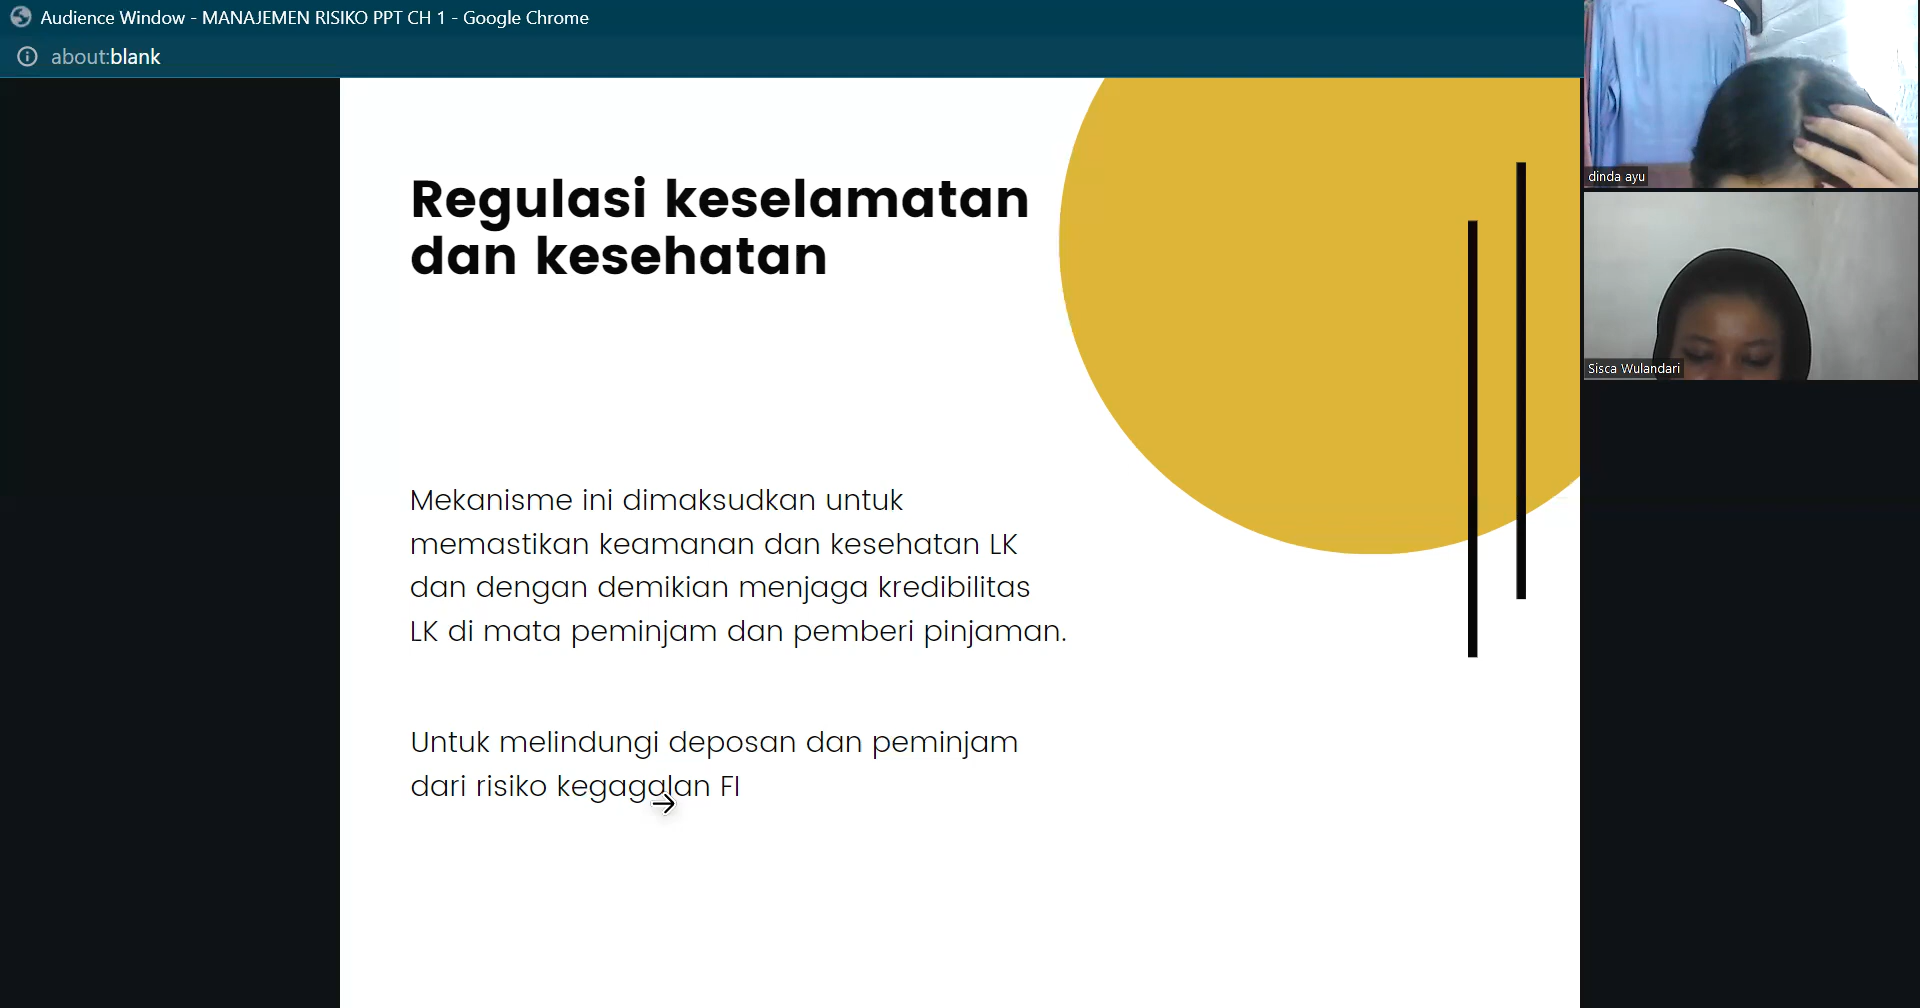 Audience Window - MANAJEMEN RISIKO PPT CH 1 - Google Chrome
about:blank
Regulasi keselamatan
dan kesehatan
Mekanisme ini dimaksudkan untuk
memastikan keamanan dan kesehatan LK
dan dengan demikian menjaga kredibilitas
LK di mata peminjam dan pemberi pinjaman.
Untuk melindungi deposan dan peminjam
dari risiko kegagalan FI
dinda ayu
Sisca Wulandari